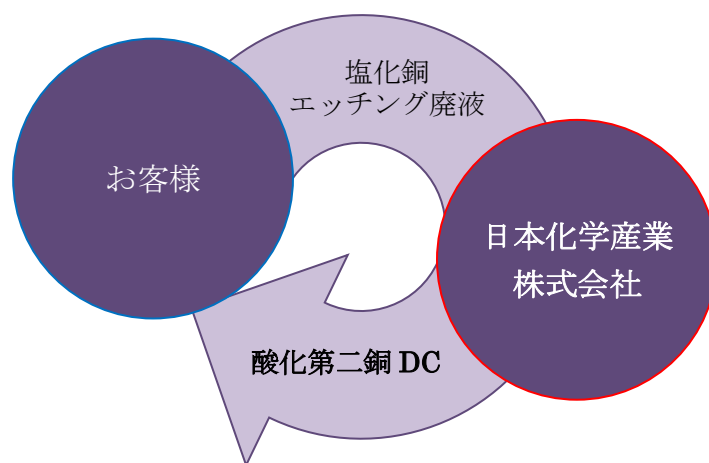 塩化銅
エッチング廃液
お客様
日本化学産業
株式会社
酸化第二銅 DC